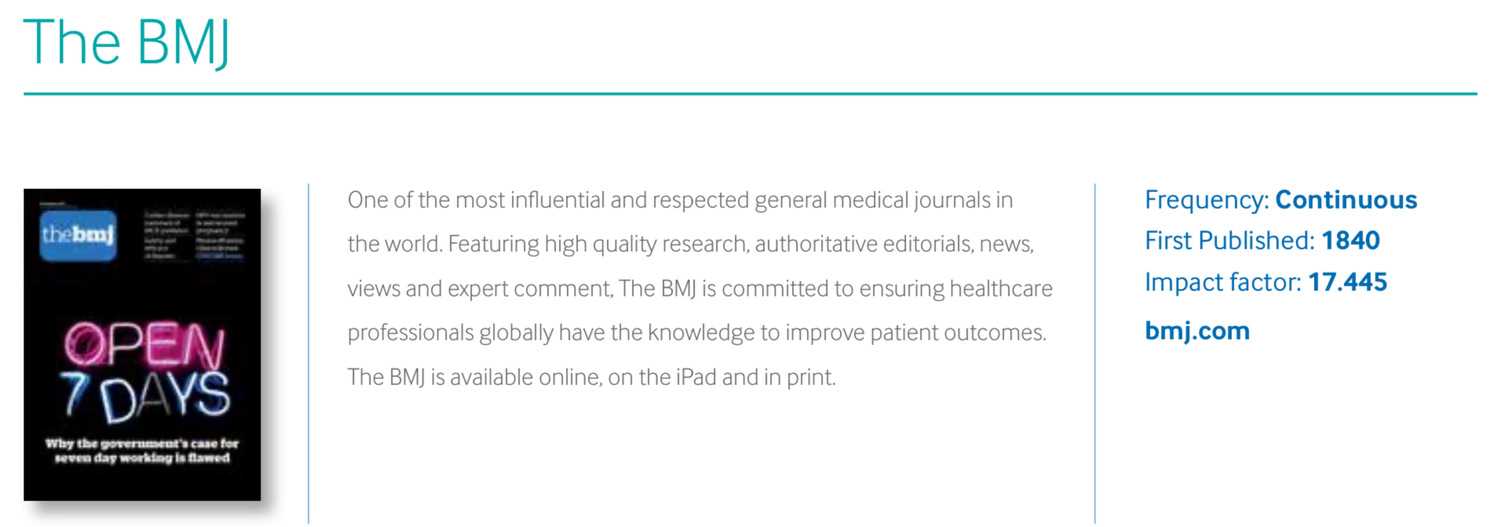 The BMJ
thebmj
OPEN
7 DAYS
Why the government's case for
seven day working is flawed
One of the most influential and respected general medical journals in
the world. Featuring high quality research, authoritative editorials, news,
views and expert comment, The BMJ is committed to ensuring healthcare
professionals globally have the knowledge to improve patient outcomes.
The BMJ is available online, on the iPad and in print.
Frequency: Continuous
First Published: 1840
Impact factor: 17.445
bmj.com